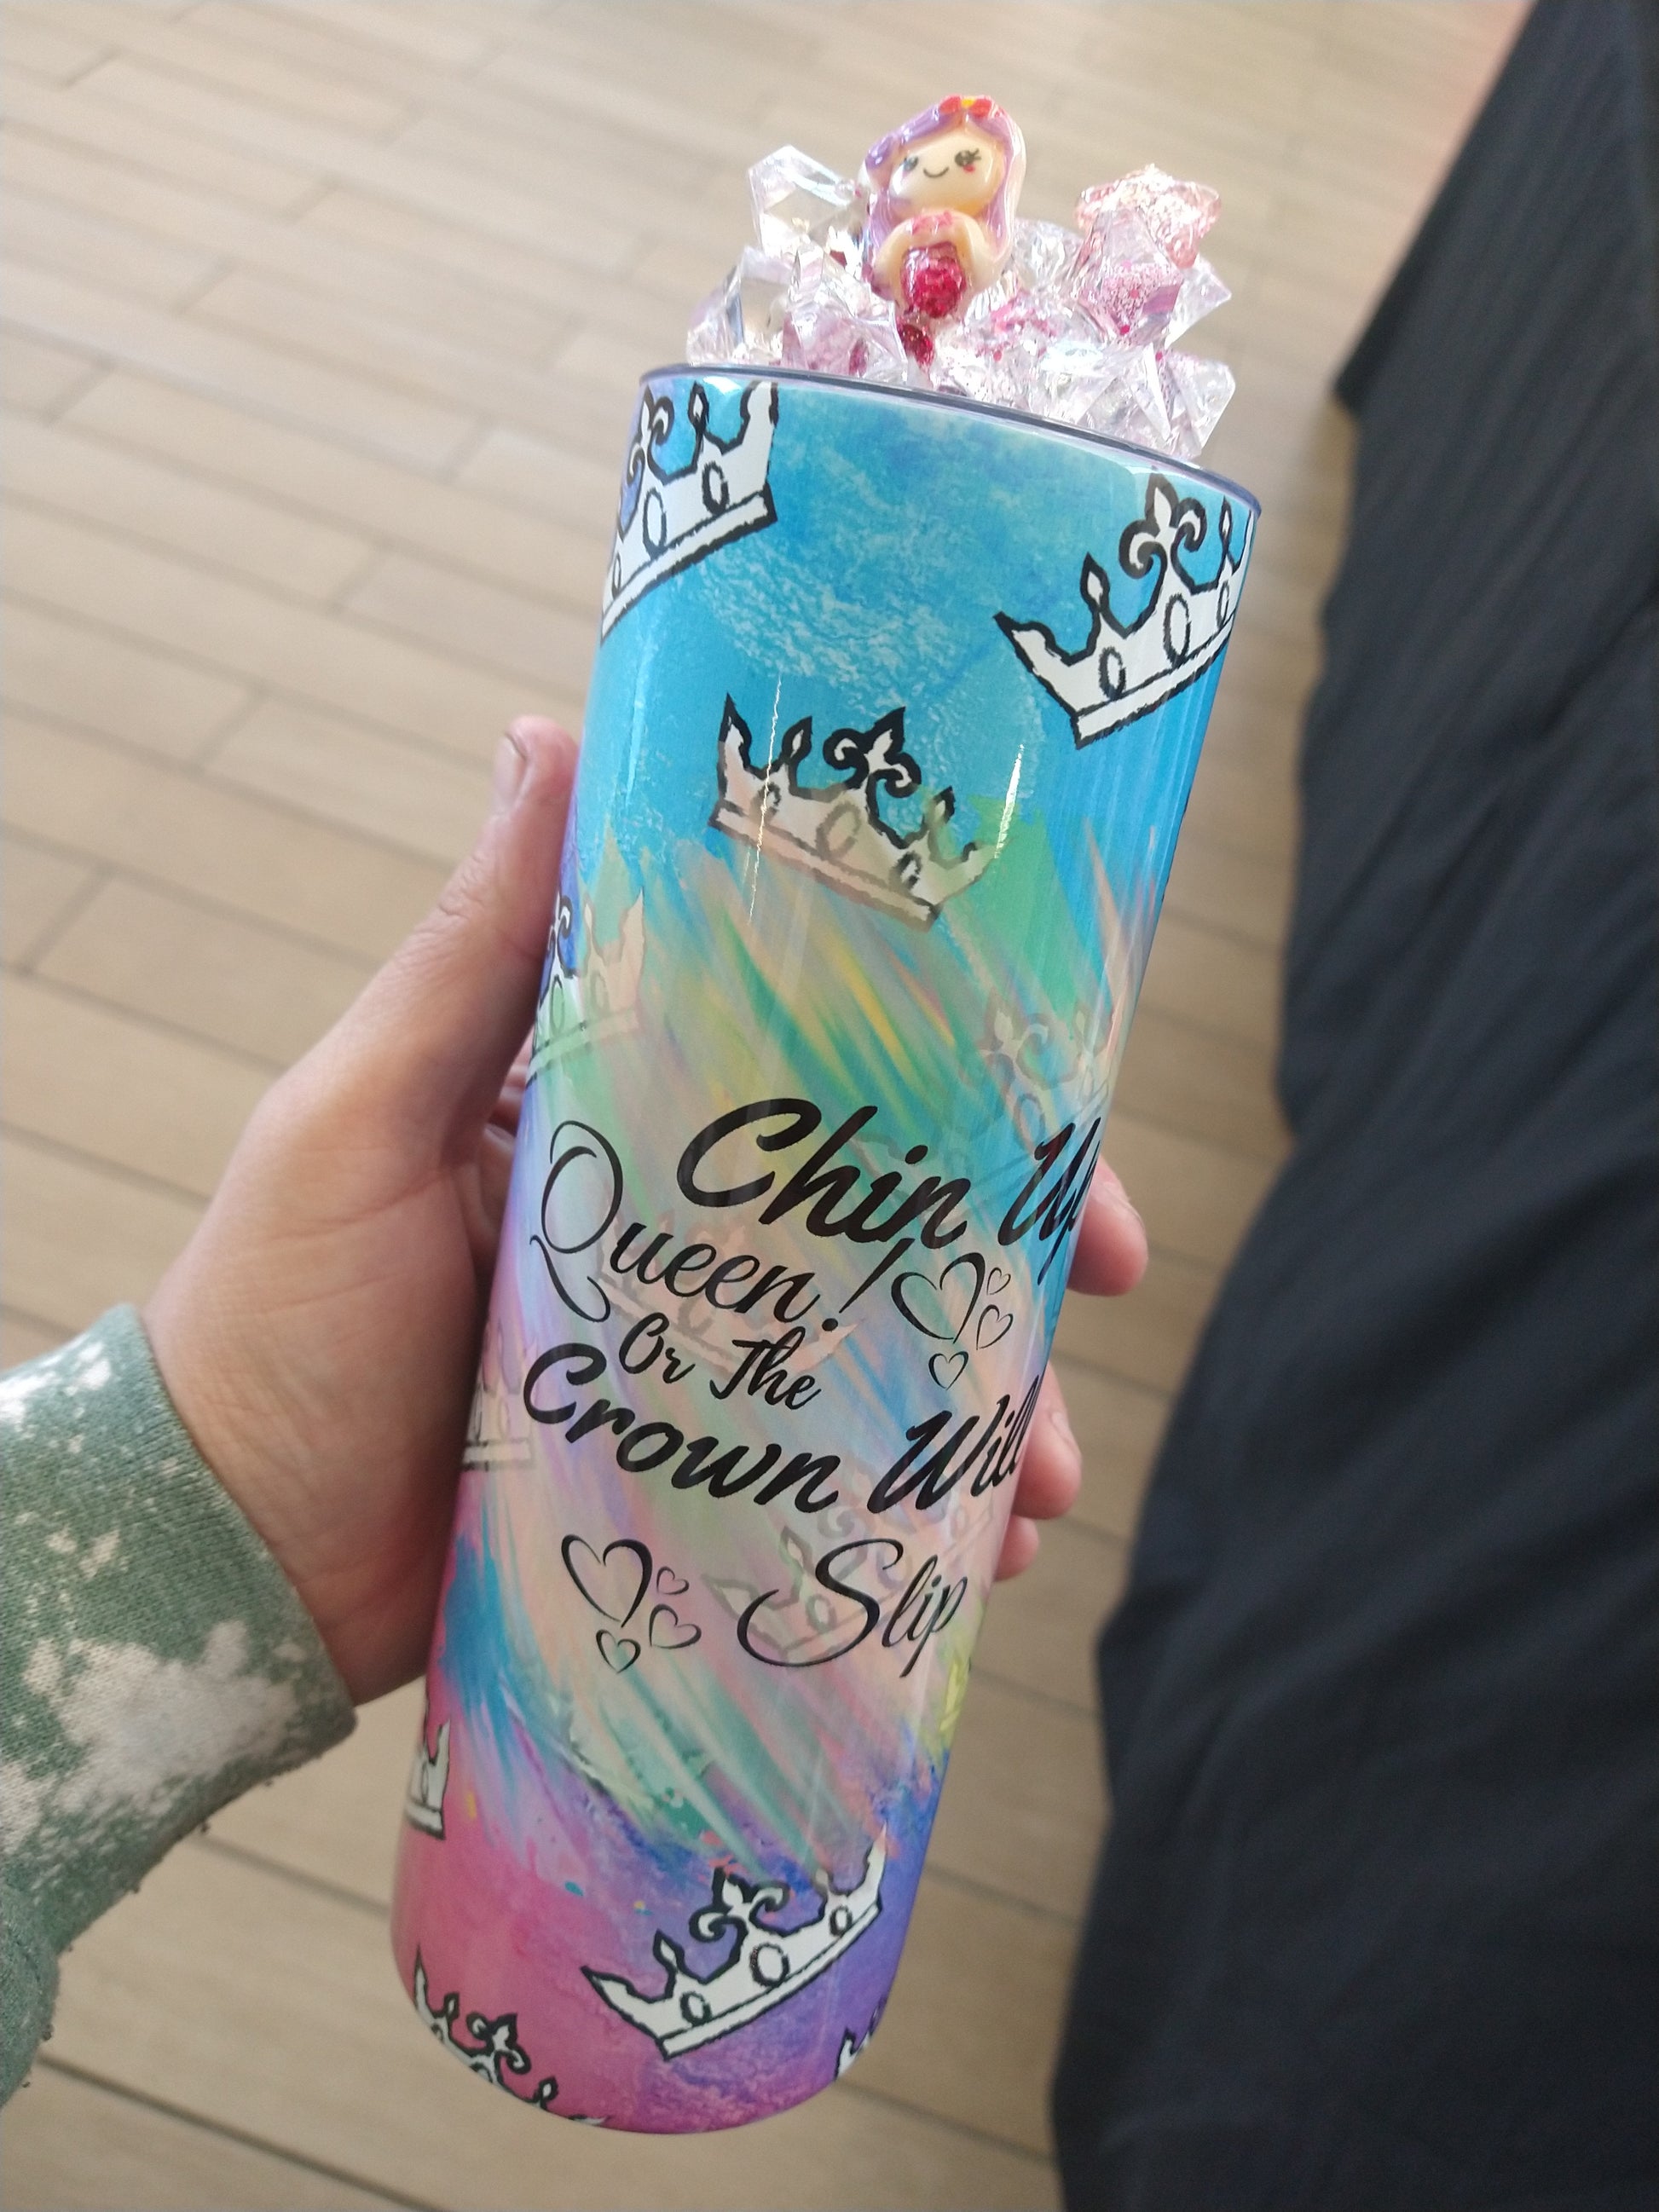 Chin Up
Queen!
Or The
Crown Will
Slip